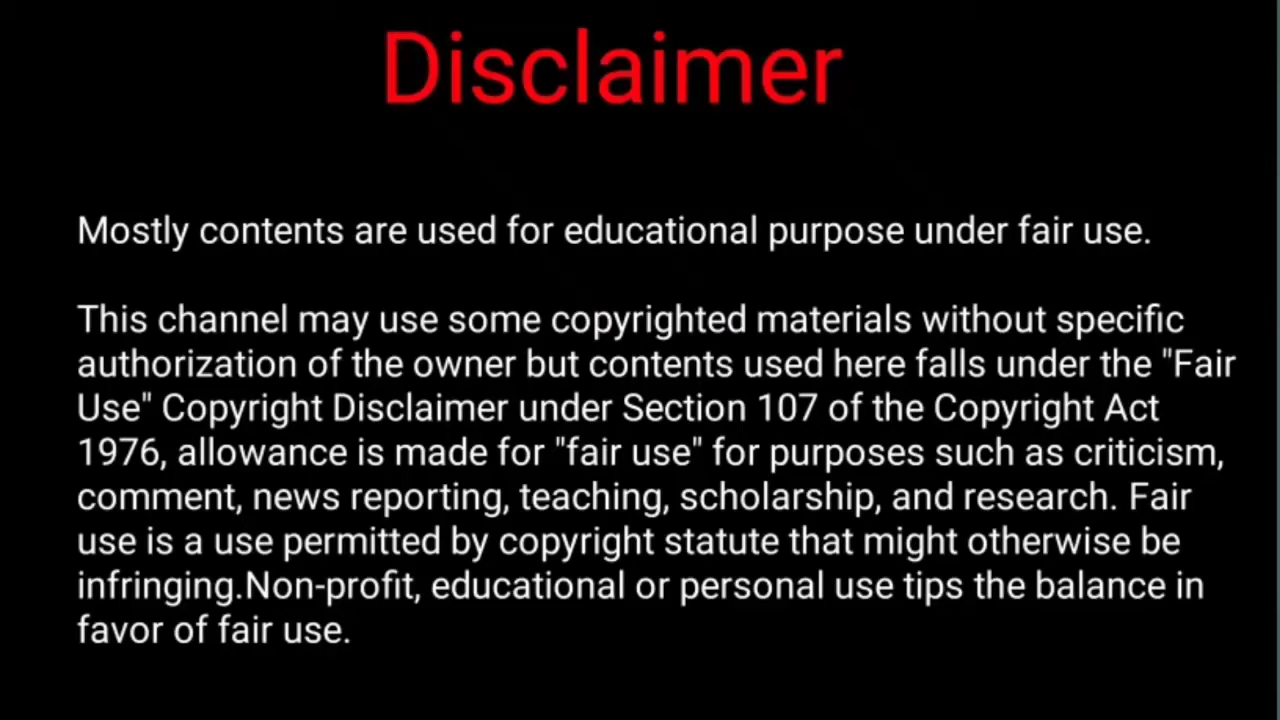 Disclaimer
Mostly contents are used for educational purpose under fair use.
This channel may use some copyrighted materials without specific
authorization of the owner but contents used here falls under the "Fair
Use" Copyright Disclaimer under Section 107 of the Copyright Act
1976, allowance is made for "fair use" for purposes such as criticism,
comment, news reporting, teaching, scholarship, and research. Fair
use is a use permitted by copyright statute that might otherwise be
infringing.Non-profit, educational or personal use tips the balance in
favor of fair use.